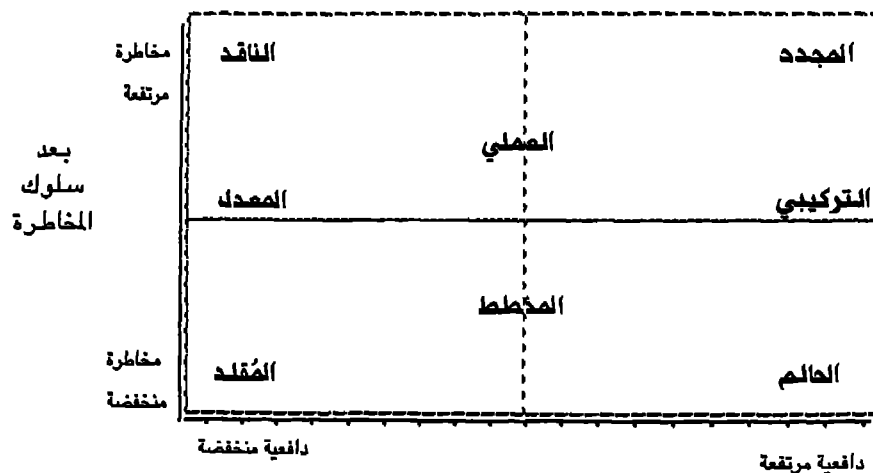 مخاطرة
مرتفعة
الناقد
المجدد
العملي
بعد
سلوك
المخاطرة
المعدل
التركيبي
المخطط
مخاطرة
منخفضة
المُقلد
الحالم
دافعية منخفضة
دافعية مرتفعة